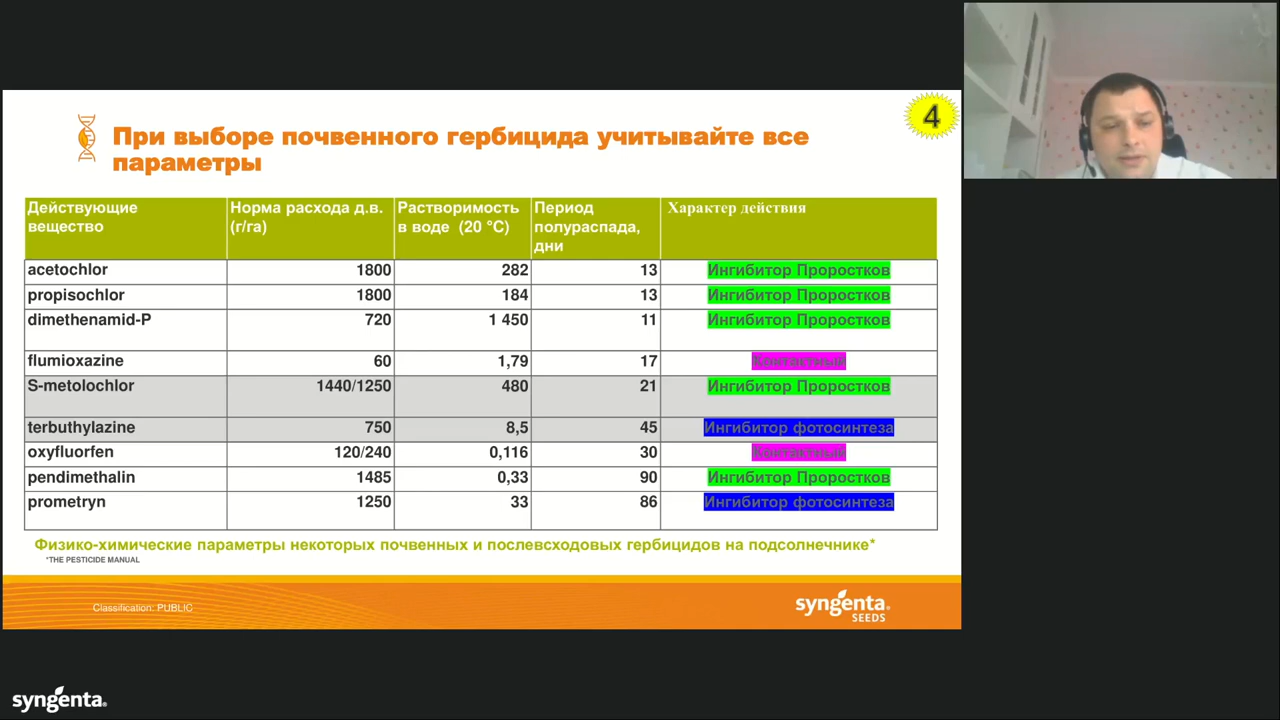 4
При выборе почвенного гербицида учитывайте все
параметры
Действующие вещество | Норма расхода д.в. (г/га) | Растворимость в воде (20 °C) | Период полураспада, дни | Характер действия
acetochlor 1800 282 13 Ингибитор Проростков
propisochlor 1800 184 13 Ингибитор Проростков
dimethenamid-P 720 1 450 11 Ингибитор Проростков
flumioxazine 60 1,79 17 Контактный
S-metolochlor 1440/1250 480 21 Ингибитор Проростков
terbuthylazine 750 8,5 45 Ингибитор фотосинтеза
oxyfluorfen 120/240 0,116 30 Контактный
pendimethalin 1485 0,33 90 Ингибитор Проростков
prometryn 1250 33 86 Ингибитор фотосинтеза
Физико-химические параметры некоторых почвенных и послевсходовых гербицидов на подсолнечнике*
*THE PESTICIDE MANUAL
Classification: PUBLIC
syngenta.
SEEDS
syngenta.